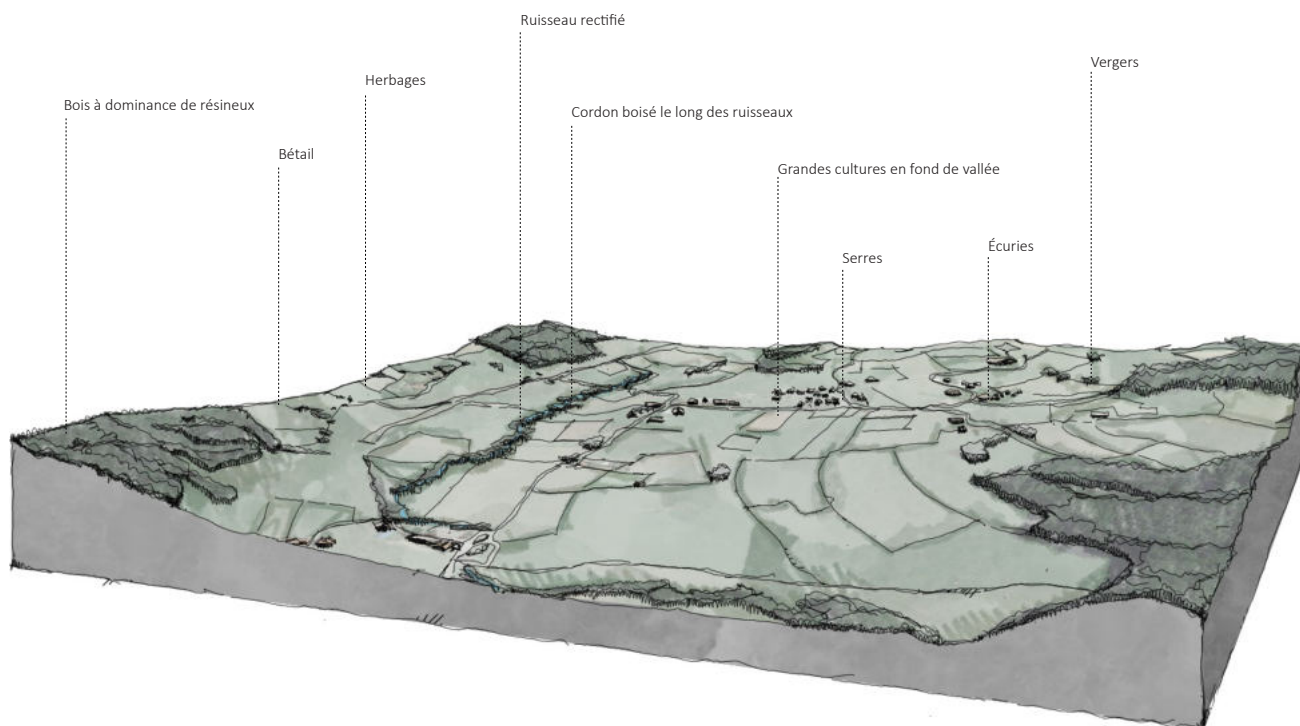 Ruisseau rectifié
Vergers
Herbages
Bois à dominance de résineux
Cordon boisé le long des ruisseaux
Bétail
Grandes cultures en fond de vallée
Écuries
Serres